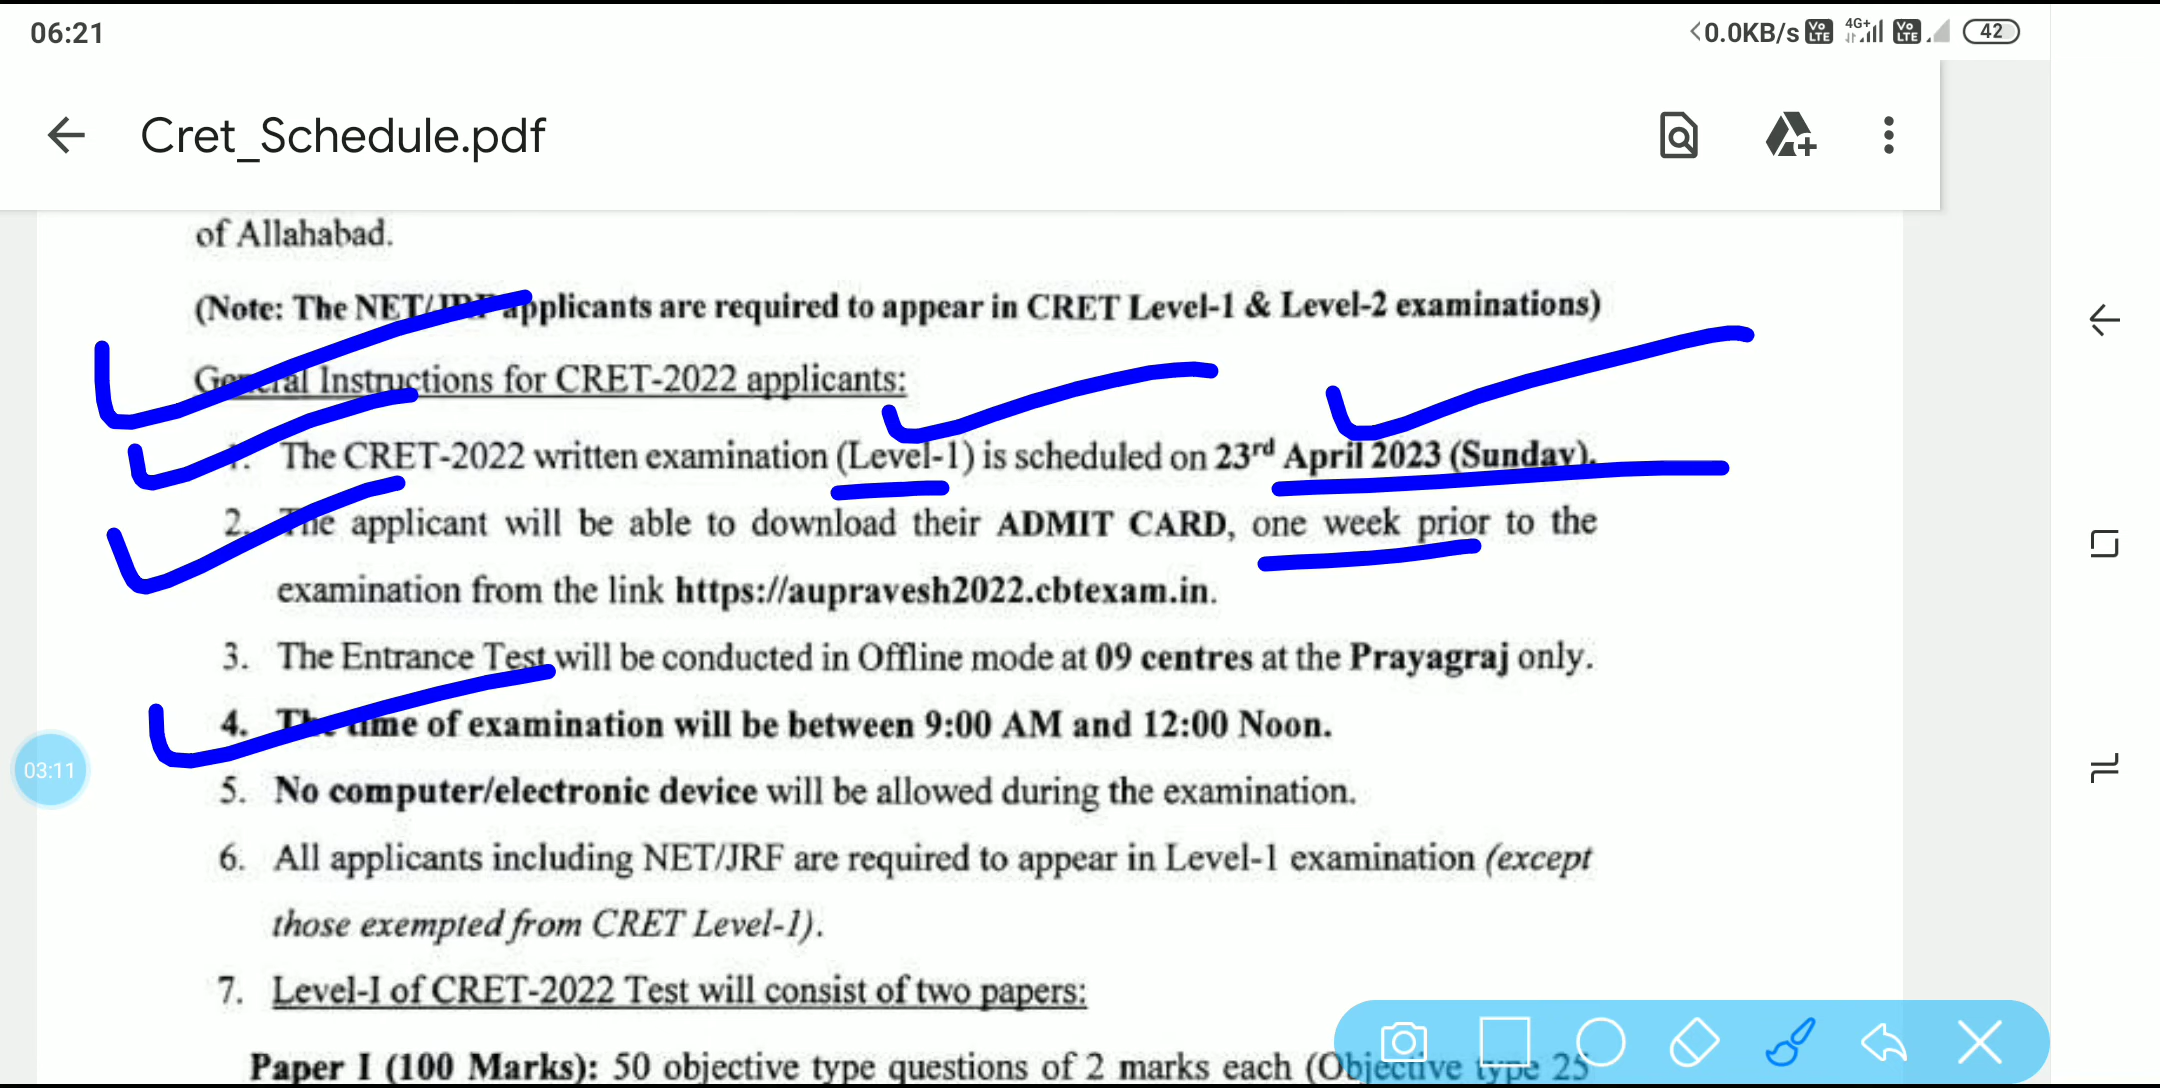 06:21
<0.0KB/s Vo LTE 4G+ Vo LTE 42
Cret_Schedule.pdf
of Allahabad.
(Note: The NET/JRF applicants are required to appear in CRET Level-1 & Level-2 examinations)
General Instructions for CRET-2022 applicants:
1. The CRET-2022 written examination (Level-1) is scheduled on 23rd April 2023 (Sunday).
2. The applicant will be able to download their ADMIT CARD, one week prior to the
examination from the link https://aupravesh2022.cbtexam.in.
3. The Entrance Test will be conducted in Offline mode at 09 centres at the Prayagraj only.
4. The time of examination will be between 9:00 AM and 12:00 Noon.
03:11
5. No computer/electronic device will be allowed during the examination.
6. All applicants including NET/JRF are required to appear in Level-1 examination (except
those exempted from CRET Level-1).
7. Level-I of CRET-2022 Test will consist of two papers:
Paper I (100 Marks): 50 objective type questions of 2 marks each (Objective type 25